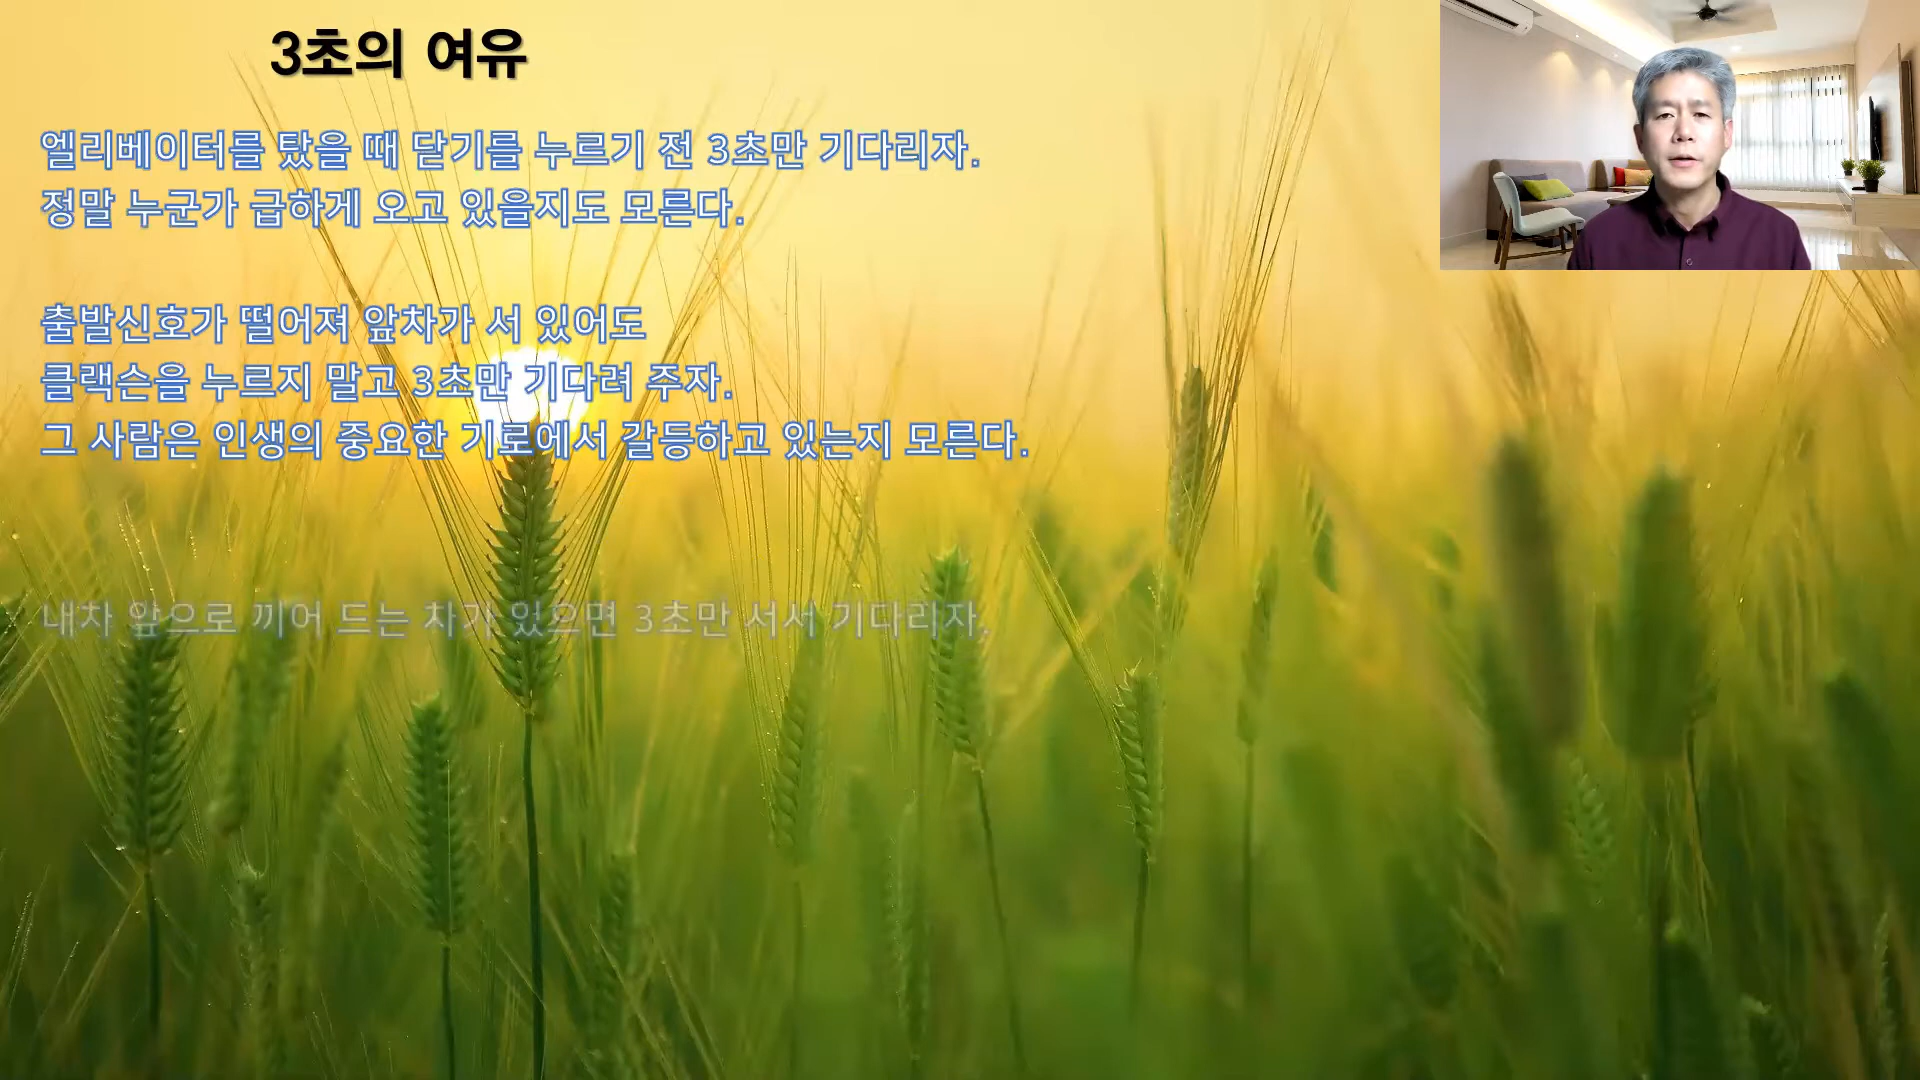 3초의 여유
엘리베이터를 탔을 때 닫기를 누르기 전 3초만 기다리자.
정말 누군가 급하게 오고 있을지도 모른다.
출발신호가 떨어져 앞차가 서 있어도
클랙슨을 누르지 말고 3초만 기다려 주자.
그 사람은 인생의 중요한 기로에서 갈등하고 있는지 모른다.
내차 앞으로 끼어 드는 차가 있으면 3초만 서서 기다리자.